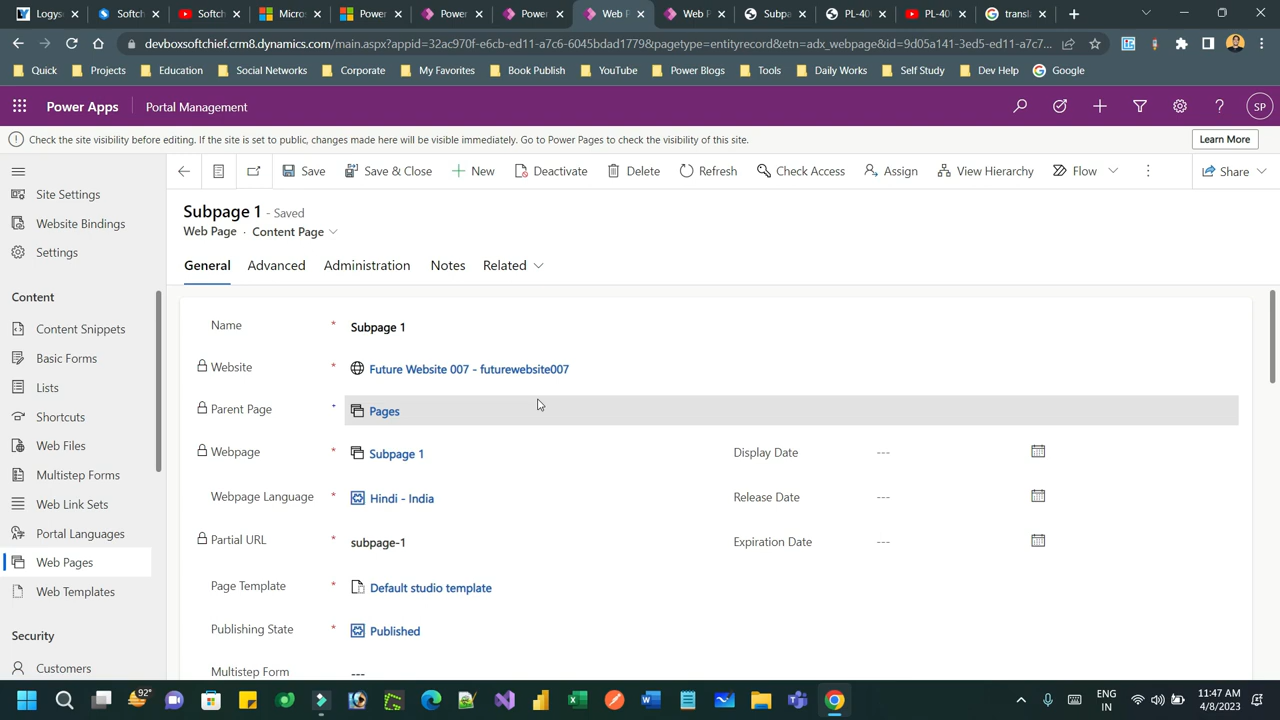 Logys
Softch
Softch
Micros
Power
Power
Power
Web P
Web P
Subpa
PL-40
PL-40
transla
devboxsoftchief.crm8.dynamics.com/main.aspx?appid=32ac970f-e6cb-ed11-a7c6-6045bdad1779&pagetype=entityrecord&etn=adx_webpage&id=9d05a141-3ed5-ed11-a7c7...
Quick
Projects
Education
Social Networks
Corporate
My Favorites
Book Publish
YouTube
Power Blogs
Tools
Daily Works
Self Study
Dev Help
Google
Power Apps
Portal Management
SP
Check the site visibility before editing. If the site is set to public, changes made here will be visible immediately. Go to Power Pages to check the visibility of this site.
Learn More
Save
Save & Close
New
Deactivate
Delete
Refresh
Check Access
Assign
View Hierarchy
Flow
Share
Site Settings
Website Bindings
Settings
Content
Content Snippets
Basic Forms
Lists
Shortcuts
Web Files
Multistep Forms
Web Link Sets
Portal Languages
Web Pages
Web Templates
Security
Customers
Subpage 1 - Saved
Web Page · Content Page
General
Advanced
Administration
Notes
Related
Name * Subpage 1
Website * Future Website 007 - futurewebsite007
Parent Page * Pages
Webpage * Subpage 1
Display Date ---
Webpage Language * Hindi - India
Release Date ---
Partial URL * subpage-1
Expiration Date ---
Page Template * Default studio template
Publishing State * Published
Multistep Form ---
92°
ENG
IN
11:47 AM
4/8/2023